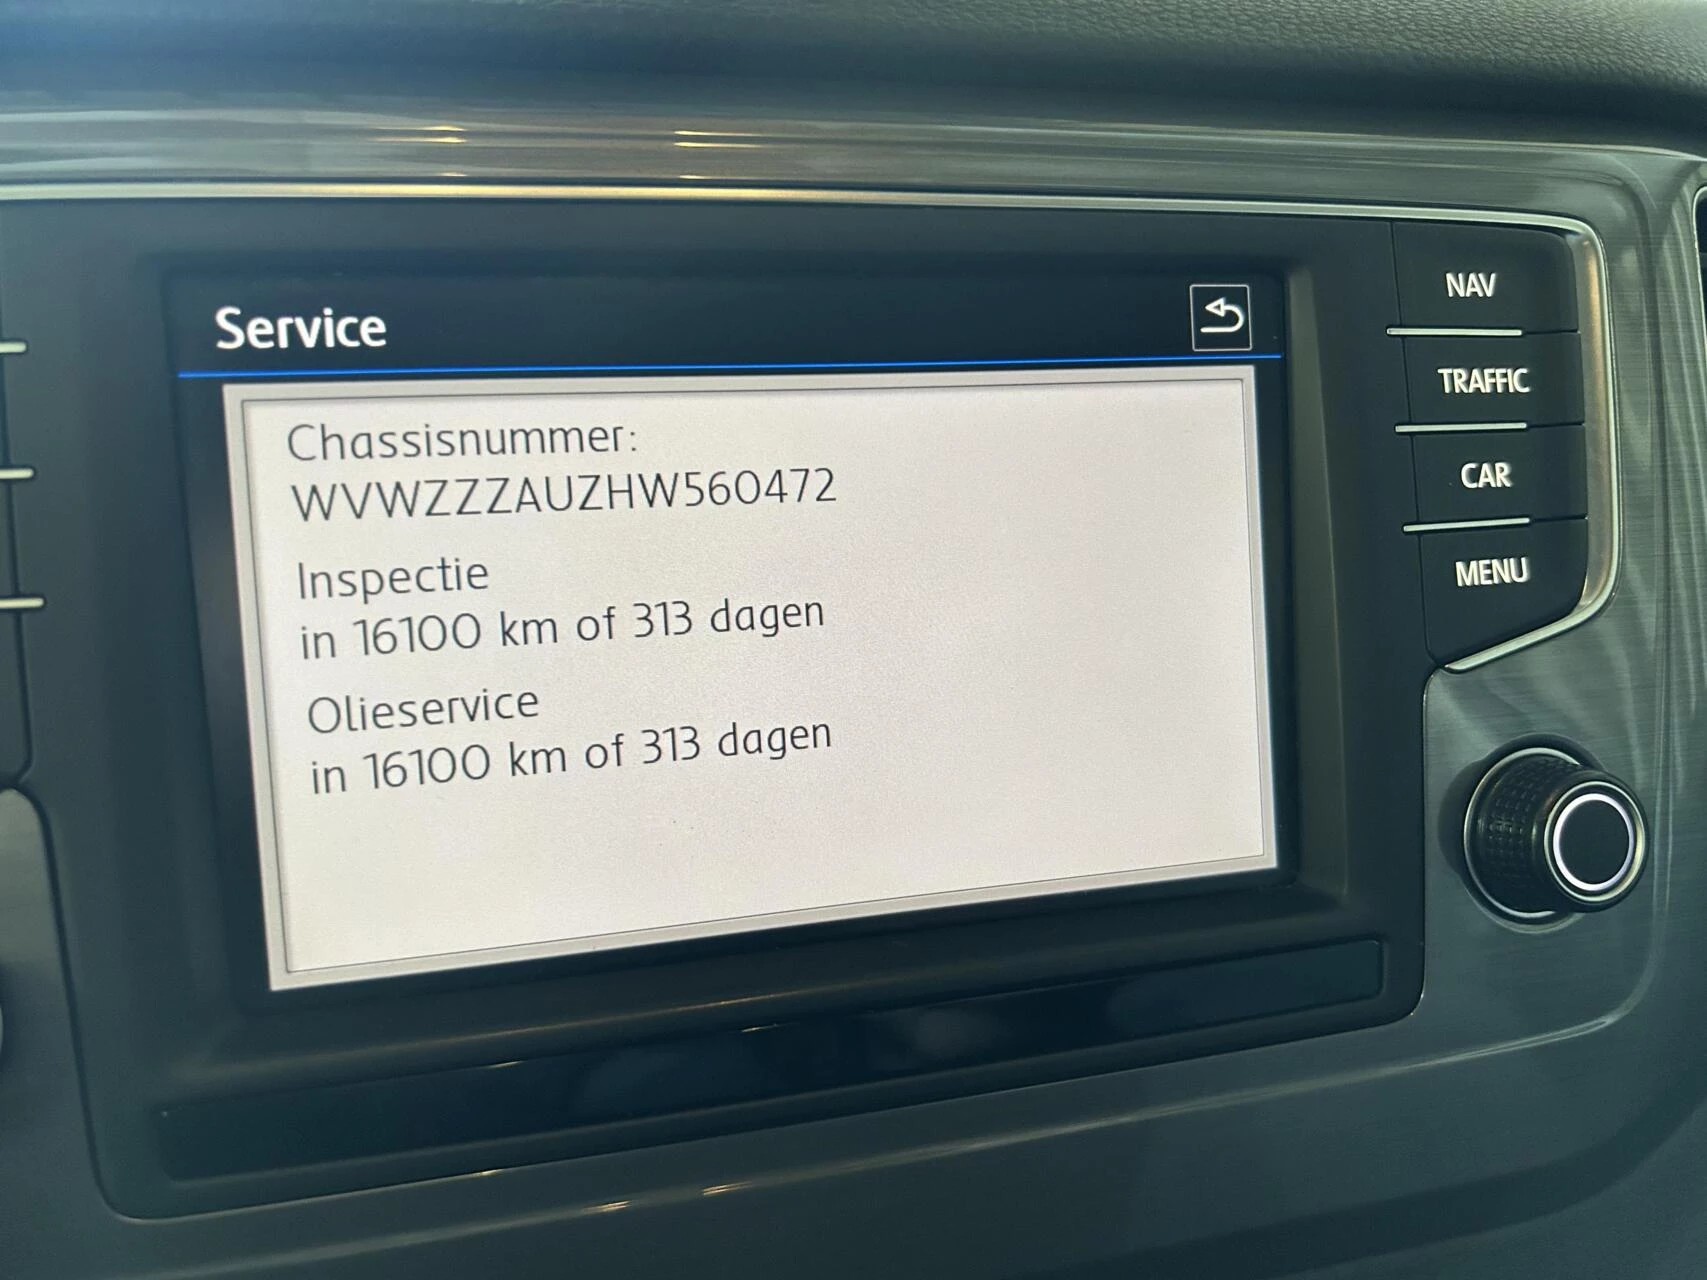 Service
Chassisnummer:
WVWZZZAUZHW560472
Inspectie
in 16100 km of 313 dagen
Olieservice
in 16100 km of 313 dagen
NAV
TRAFFIC
CAR
MENU